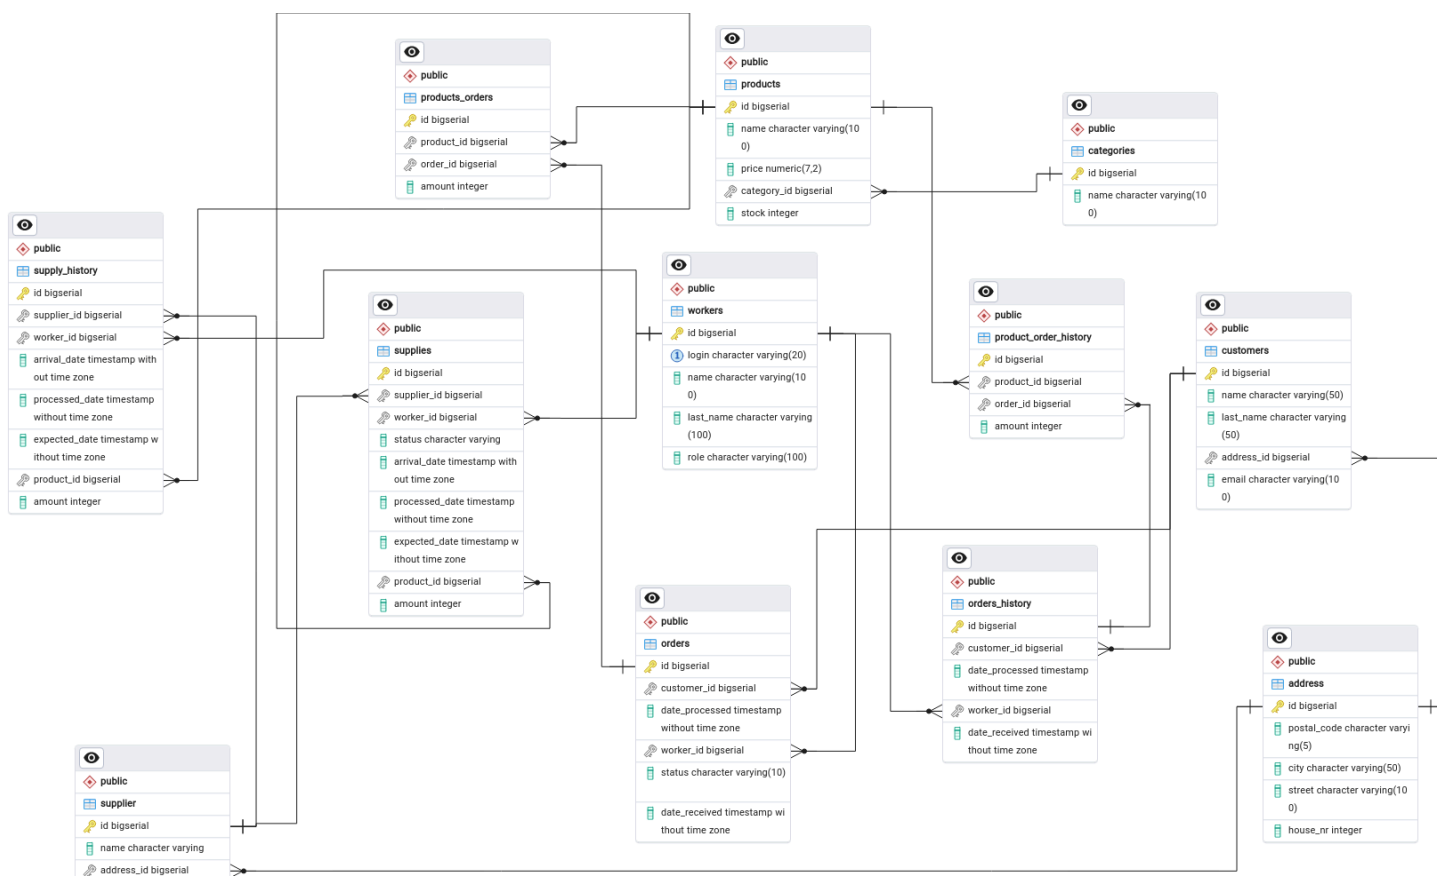 public
products_orders
id bigserial
product_id bigserial
order_id bigserial
amount integer
public
products
id bigserial
name character varying(10
0)
price numeric(7,2)
category_id bigserial
stock integer
public
categories
id bigserial
name character varying(10
0)
public
supply_history
id bigserial
supplier_id bigserial
worker_id bigserial
arrival_date timestamp with
out time zone
processed_date timestamp
without time zone
expected_date timestamp w
ithout time zone
product_id bigserial
amount integer
public
supplies
id bigserial
supplier_id bigserial
worker_id bigserial
status character varying
arrival_date timestamp with
out time zone
processed_date timestamp
without time zone
expected_date timestamp w
ithout time zone
product_id bigserial
amount integer
public
workers
id bigserial
1 login character varying(20)
name character varying(10
0)
last_name character varying
(100)
role character varying(100)
public
product_order_history
id bigserial
product_id bigserial
order_id bigserial
amount integer
public
customers
id bigserial
name character varying(50)
last_name character varying
(50)
address_id bigserial
email character varying(10
0)
public
orders
id bigserial
customer_id bigserial
date_processed timestamp
without time zone
worker_id bigserial
status character varying(10)
date_received timestamp wi
thout time zone
public
orders_history
id bigserial
customer_id bigserial
date_processed timestamp
without time zone
worker_id bigserial
date_received timestamp wi
thout time zone
public
address
id bigserial
postal_code character varyi
ng(5)
city character varying(50)
street character varying(10
0)
house_nr integer
public
supplier
id bigserial
name character varying
address_id bigserial